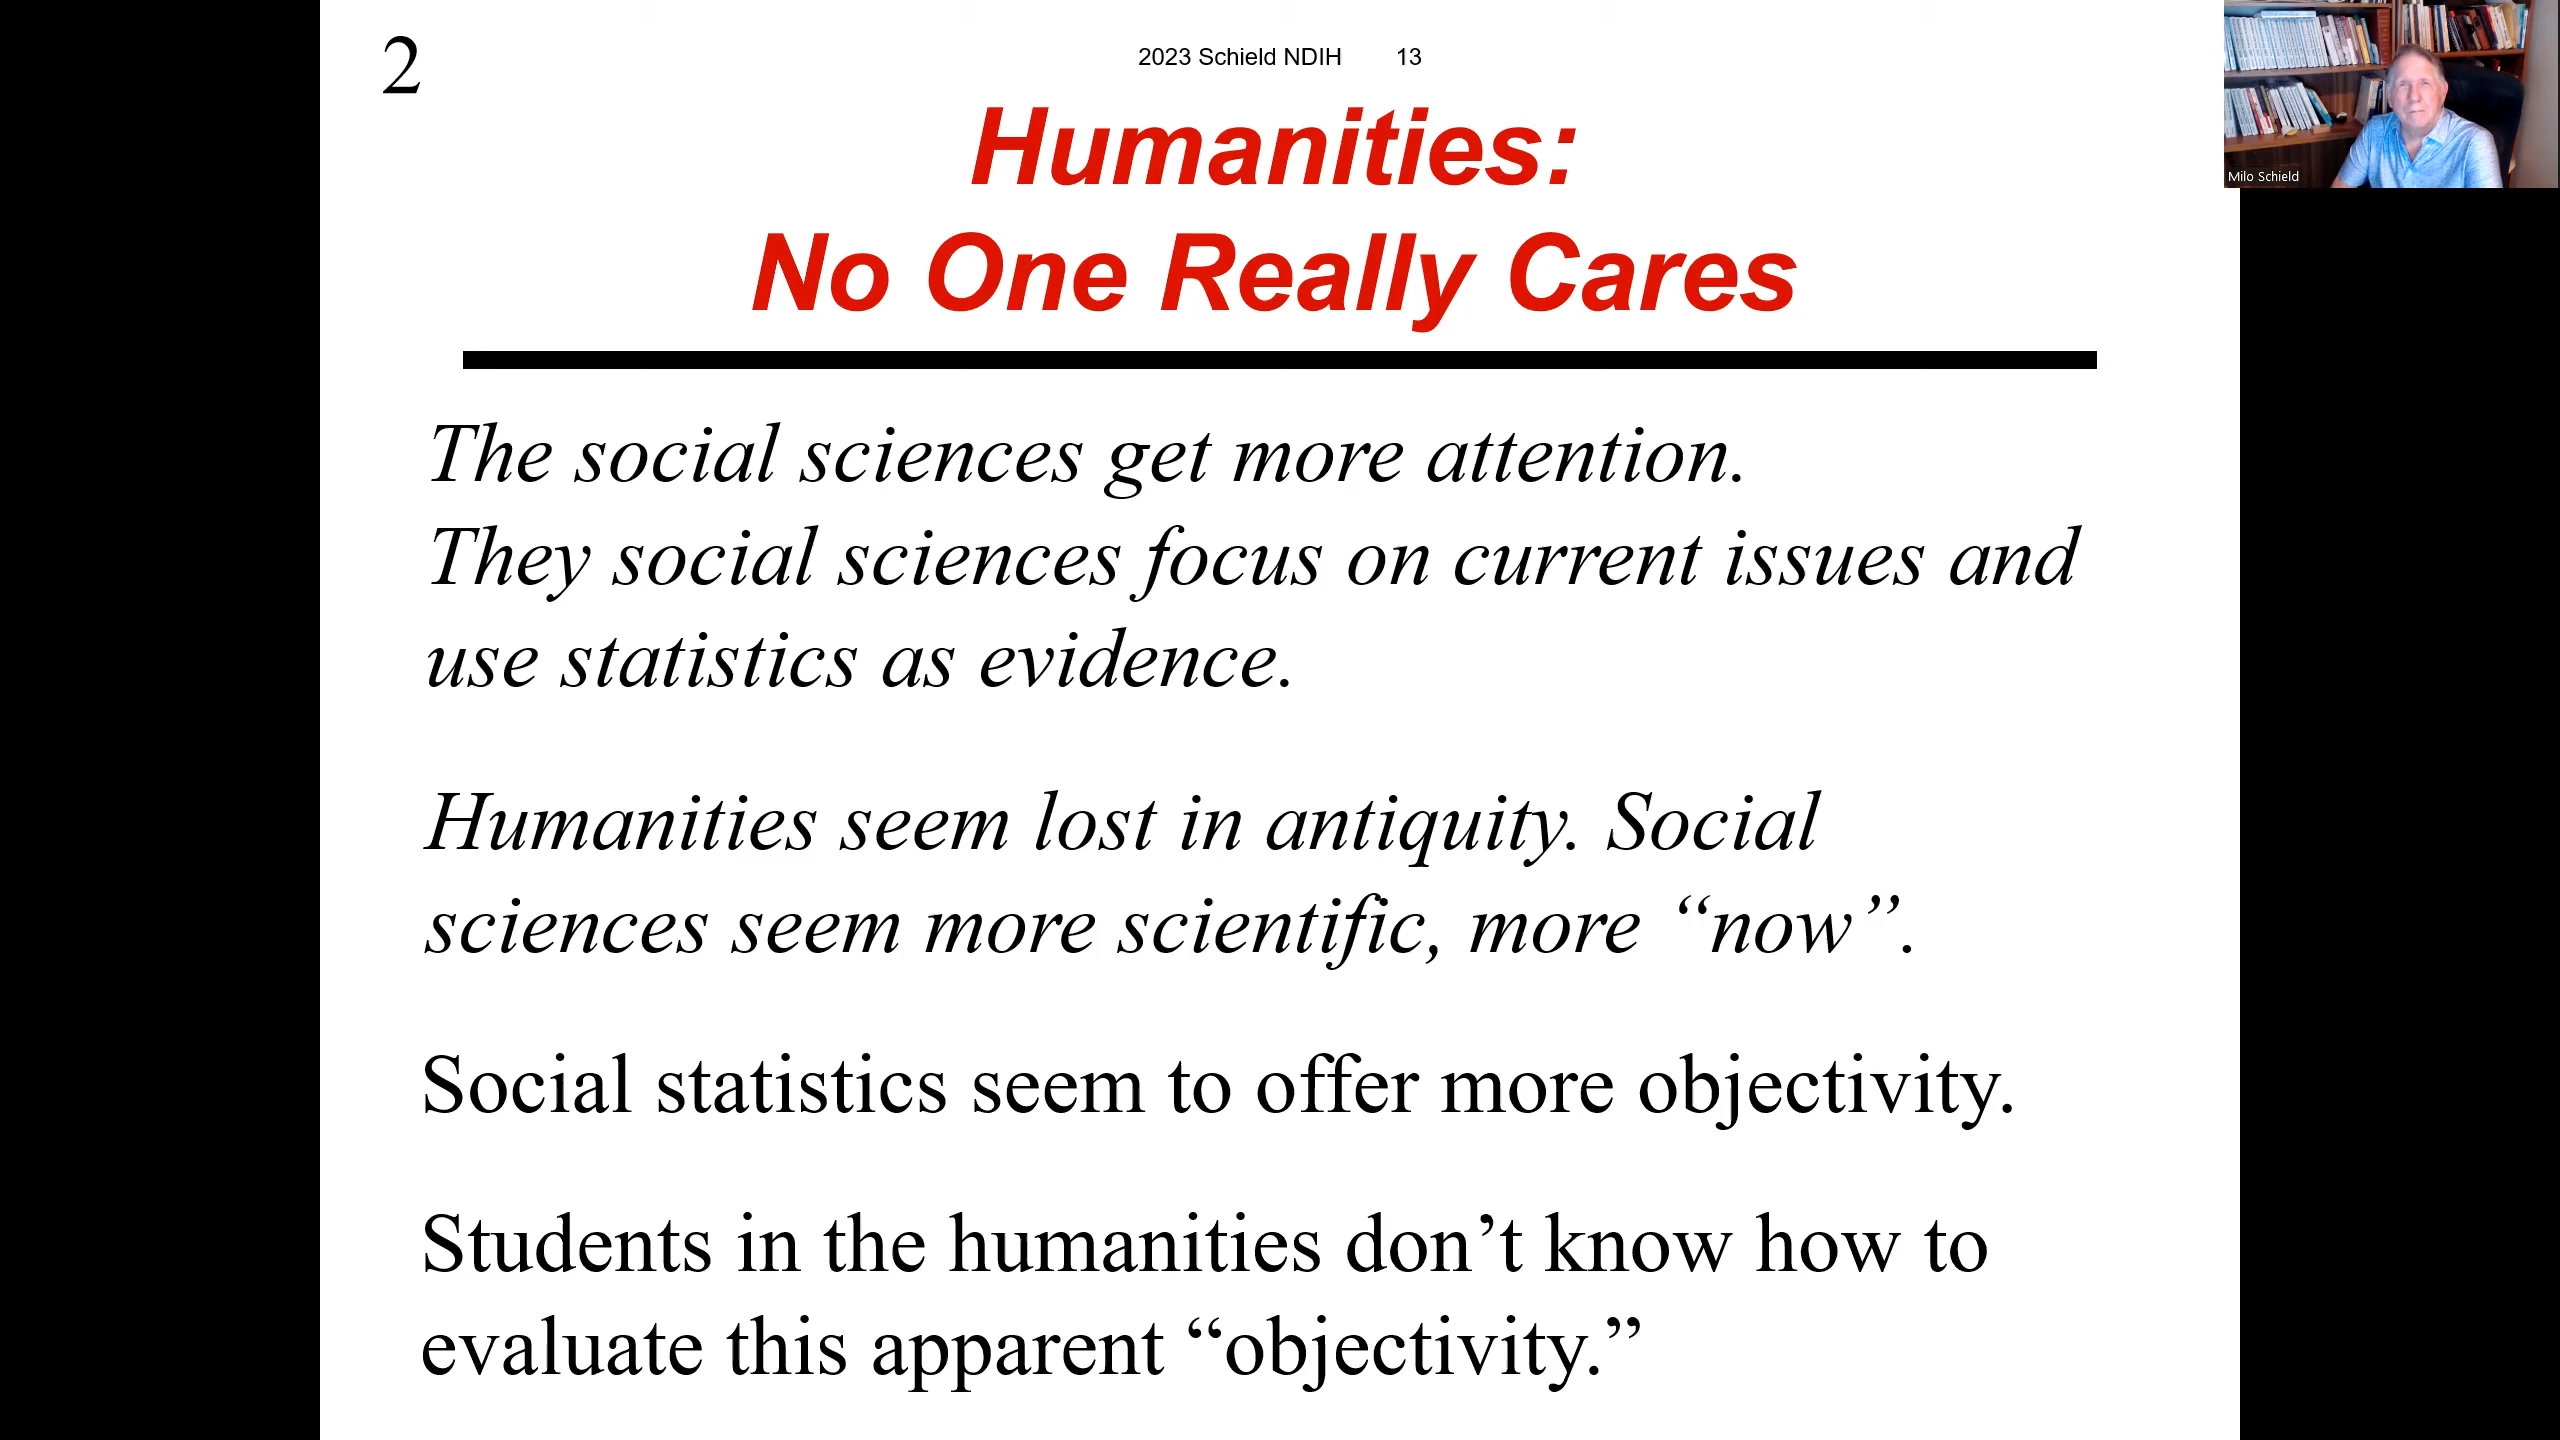 2
2023 Schield NDIH 13
Milo Schield
Humanities:
No One Really Cares
The social sciences get more attention.
They social sciences focus on current issues and
use statistics as evidence.
Humanities seem lost in antiquity. Social
sciences seem more scientific, more “now”.
Social statistics seem to offer more objectivity.
Students in the humanities don’t know how to
evaluate this apparent “objectivity.”